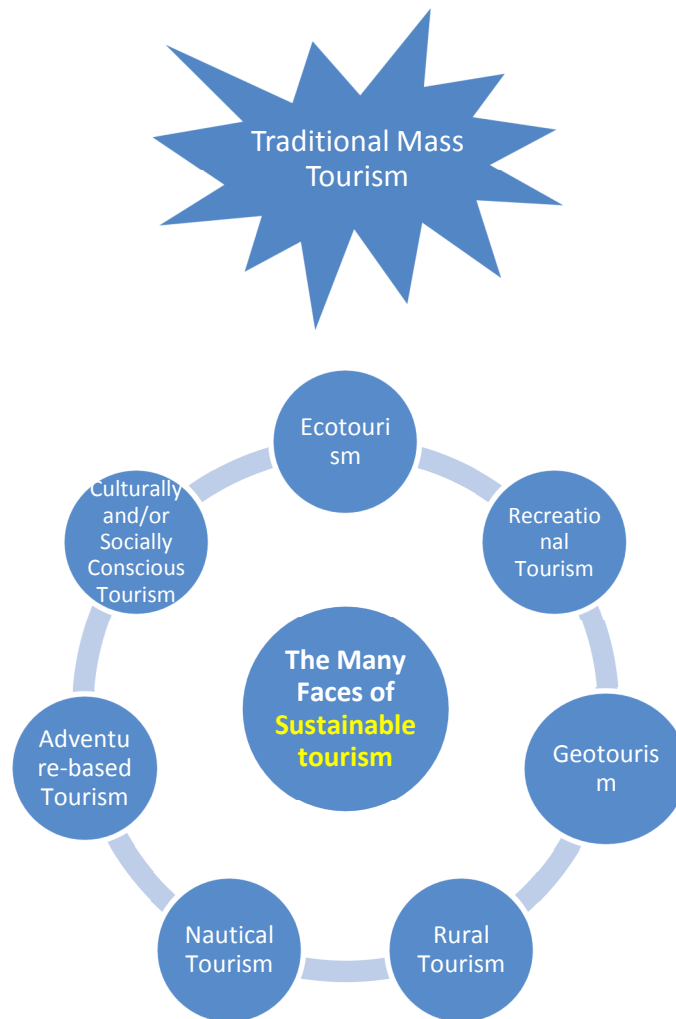 Traditional Mass
Tourism
Ecotouri
sm
Culturally
and/or
Socially
Conscious
Tourism
Recreatio
nal
Tourism
The Many
Faces of
Sustainable
tourism
Adventu
re-based
Tourism
Geotouris
m
Nautical
Tourism
Rural
Tourism